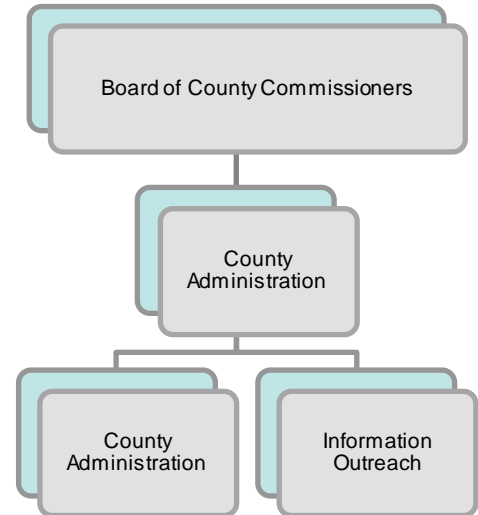 Board of County Commissioners
County
Administration
County
Administration
Information
Outreach